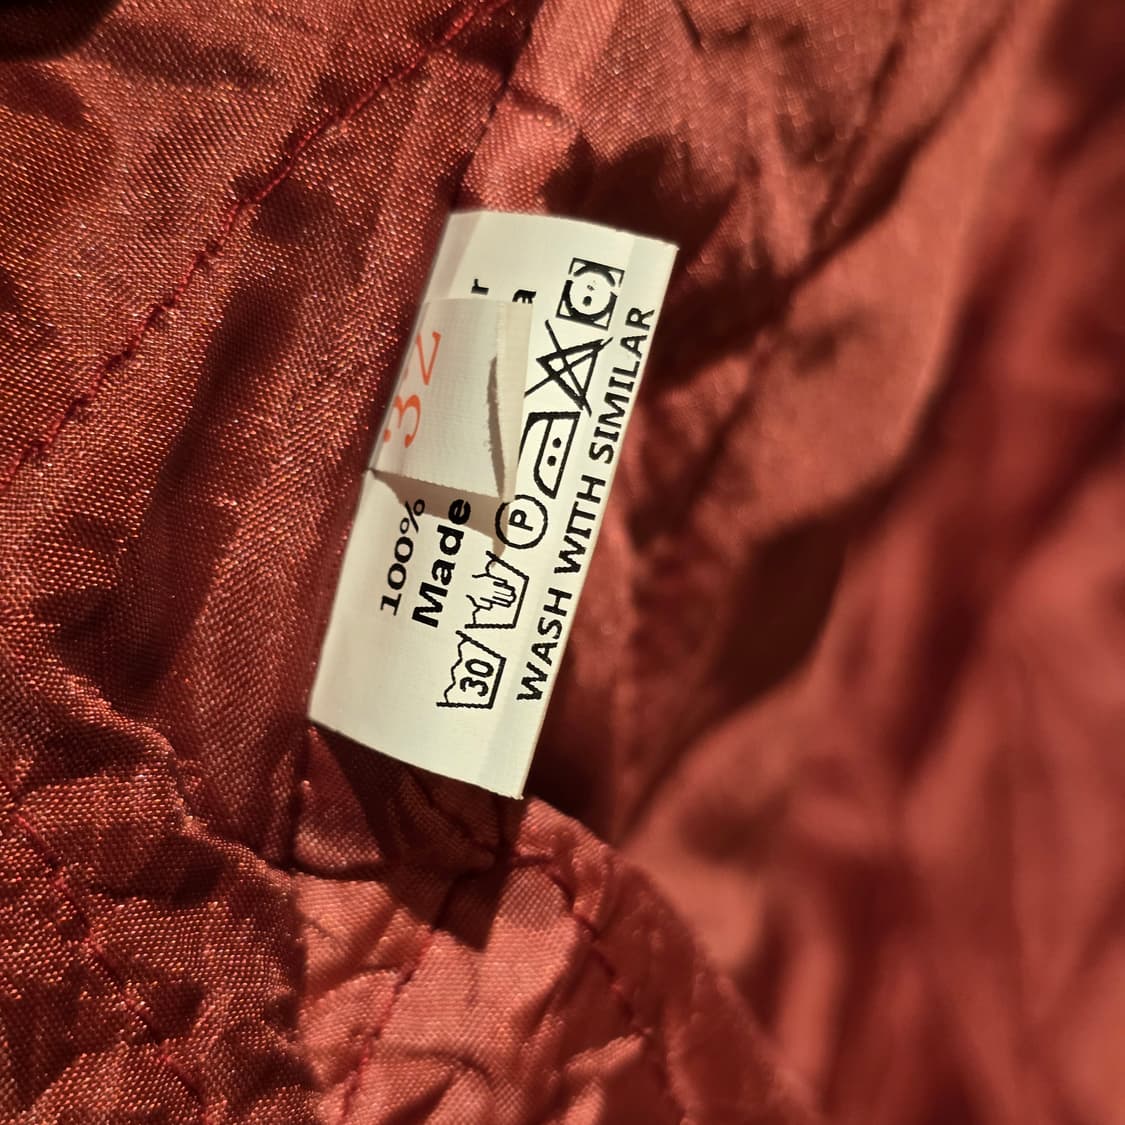 32
100%
Made
30
P
WASH WITH SIMILAR